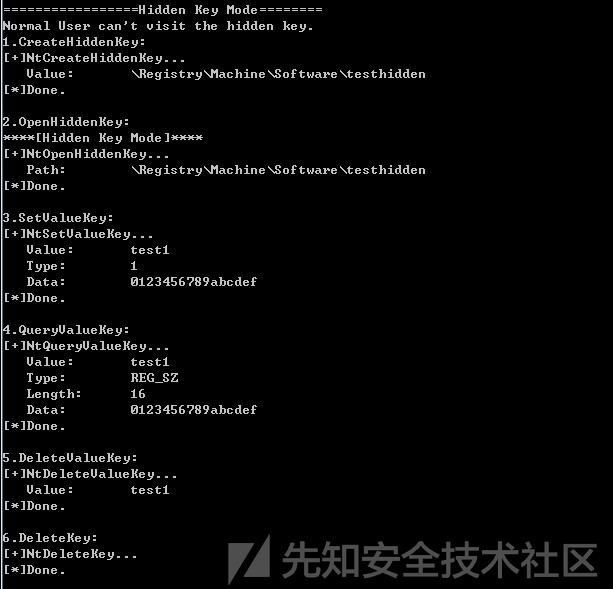 =================Hidden Key Mode========
Normal User can't visit the hidden key.
1.CreateHiddenKey:
[+]NtCreateHiddenKey...
Value: \Registry\Machine\Software\testhidden
[*]Done.
2.OpenHiddenKey:
****[Hidden Key Mode]****
[+]NtOpenHiddenKey...
Path: \Registry\Machine\Software\testhidden
[*]Done.
3.SetValueKey:
[+]NtSetValueKey...
Value: test1
Type: 1
Data: 0123456789abcdef
[*]Done.
4.QueryValueKey:
[+]NtQueryValueKey...
Value: test1
Type: REG_SZ
Length: 16
Data: 0123456789abcdef
[*]Done.
5.DeleteValueKey:
[+]NtDeleteValueKey...
Value: test1
[*]Done.
6.DeleteKey:
[+]NtDeleteKey...
[*]Done.
先知安全技术社区